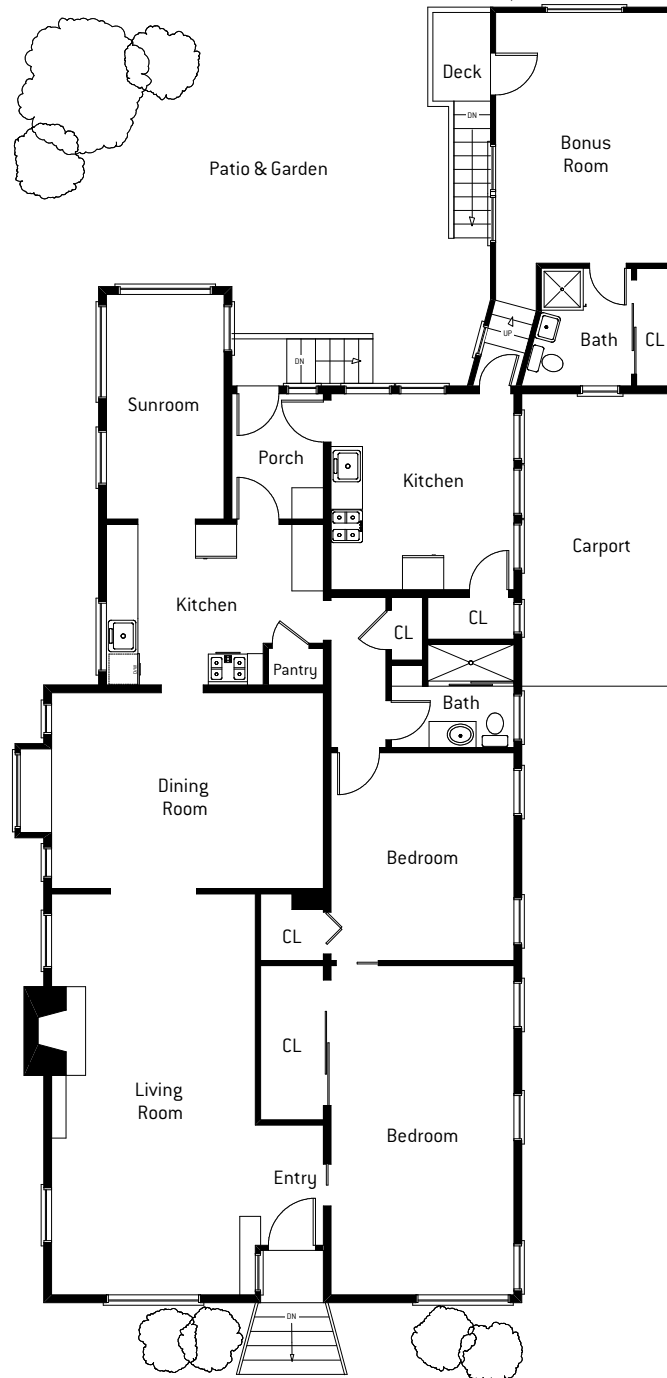 Deck
DN
Bonus
Room
Patio & Garden
UP
Bath
CL
DN
Sunroom
Porch
Kitchen
Carport
Kitchen
CL
CL
Pantry
D/W
Bath
Dining
Room
Bedroom
CL
CL
Living
Room
Bedroom
Entry
DN